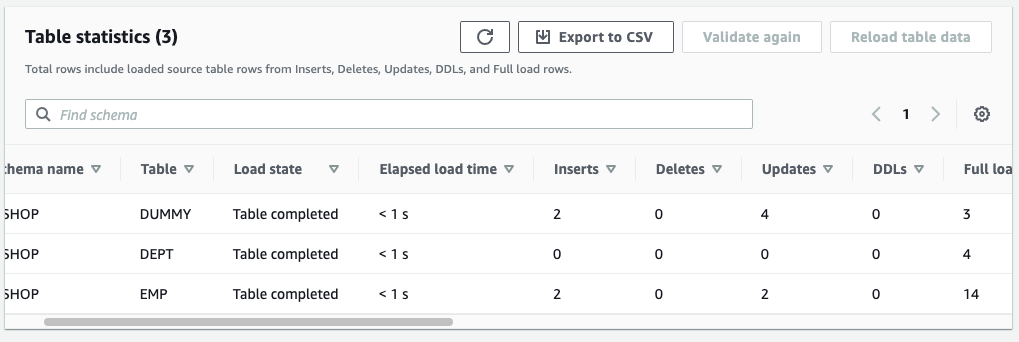 Table statistics (3)
Export to CSV
Validate again
Reload table data
Total rows include loaded source table rows from Inserts, Deletes, Updates, DDLs, and Full load rows.
Find schema
1
hema name Table Load state Elapsed load time Inserts Deletes Updates DDLs Full loa
SHOP DUMMY Table completed < 1 s 2 0 4 0 3
SHOP DEPT Table completed < 1 s 0 0 0 0 4
SHOP EMP Table completed < 1 s 2 0 2 0 14